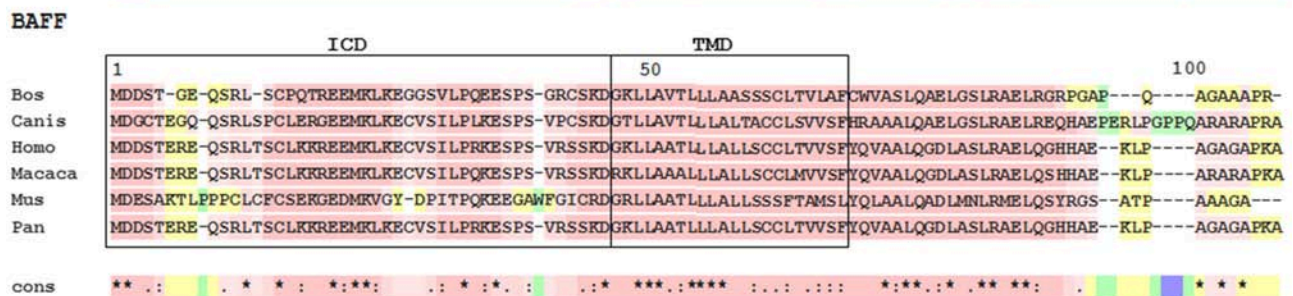 BAFF
ICD TMD
1 50 100
Bos MDDST-GE-QSRL-SCPQTREEMKLKEGGSVLPQEESPS-GRCSKDGKLLAVTLLLAASSSCLTVLAFCWVASLQAELGSLRAELRGRPGAP---Q----AGAAAPR-
Canis MDGCTEGQ-QSRLSPCLERGEEMKLKECVSILPLKESPS-VPCSKDGTLLAVTLLLALTACCLSVVSFHRAAALQAELGSLRAELREQHAEPERLPGPPQARARAPRA
Homo MDDSTERE-QSRLTSCLKKREEMKLKECVSILPRKESPS-VRSSKDGKLLAATLLLALLSCCLTVVSFYQVAALQGDLASLRAELQGHHAE--KLP----AGAGAPKA
Macaca MDDSTERE-QSRLTSCLKKREEMKLKECVSILPQKESPS-VRSSKDRKLLAAALLLALLSCCLMVVSFYQVAALQGDLASLRAELQSHHAE--KLP----ARARAPKA
Mus MDESAKTLPPPCLCFCSEKGEDMKVGY-DPITPQKEEGAWFGICRDGRLLAATLLLALLSSSFTAMSLYQLAALQADLMNLRMELQSYRGS--ATP----AAAGA---
Pan MDDSTERE-QSRLTSCLKKREEMKLKECVSILPRKESPS-VRSSKDGKLLAATLLLALLSCCLTVVSFYQVAALQGDLASLRAELQGHHAE--KLP----AGAGAPKA
cons ** .: . * * : *:**: .: * :*. : .:* ***.:**** :..: .::: *:**.:* .** **: . * * *